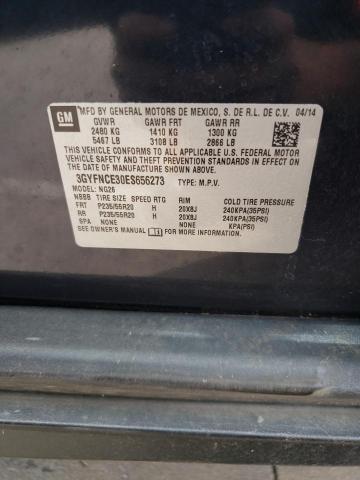 GM
MFD BY GENERAL MOTORS DE MEXICO, S. DE R.L. DE C.V. 04/14
GVWR GAWR FRT GAWR RR
2480 KG 1410 KG 1300 KG
5467 LB 3108 LB 2866 LB
THIS VEHICLE CONFORMS TO ALL APPLICABLE U.S. FEDERAL MOTOR
VEHICLE SAFETY AND THEFT PREVENTION STANDARDS IN EFFECT ON
THE DATE OF MANUFACTURE SHOWN ABOVE.
3GYFNCE30ES656273 TYPE: M.P.V.
MODEL: NG26
NBBB TIRE SIZE SPEED RTG RIM COLD TIRE PRESSURE
FRT P235/55R20 H 20X8J 240KPA(35PSI)
RR P235/55R20 H 20X8J 240KPA(35PSI)
SPA NONE NONE KPA(PSI)
SEE OWNER'S MANUAL FOR MORE INFORMATION.